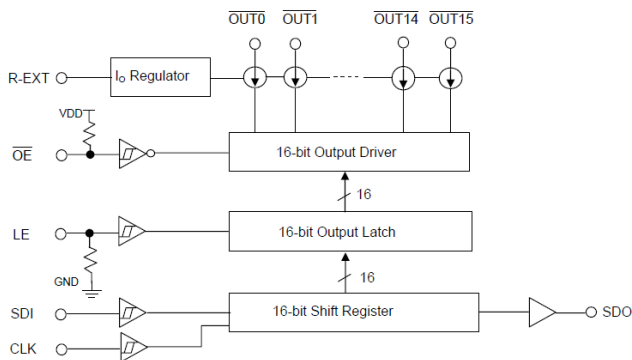 OUT0 OUT1 OUT14 OUT15
R-EXT
IO Regulator
VDD
OE
16-bit Output Driver
16
LE
16-bit Output Latch
GND
16
SDI
16-bit Shift Register
SDO
CLK